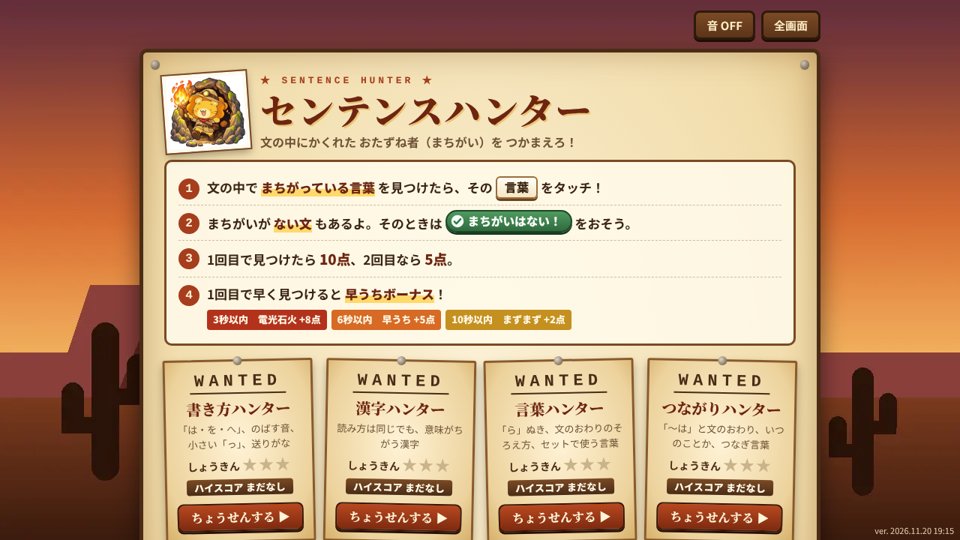 音 OFF
全画面
★ SENTENCE HUNTER ★
センテンスハンター
文の中にかくれた おたずね者（まちがい）を つかまえろ！
1 文の中で まちがっている言葉 を見つけたら、その 言葉 をタッチ！
2 まちがいが ない文 もあるよ。そのときは まちがいはない！ をおそう。
3 1回目で見つけたら 10点、2回目なら 5点。
4 1回目で早く見つけると 早うちボーナス！
3秒以内 電光石火 +8点
6秒以内 早うち +5点
10秒以内 まずまず +2点
WANTED
書き方ハンター
「は・を・へ」、のばす音、
小さい「っ」、送りがな
しょうきん ★★★
ハイスコア まだなし
ちょうせんする ▶
WANTED
漢字ハンター
読み方は同じでも、意味がち
がう漢字
しょうきん ★★★
ハイスコア まだなし
ちょうせんする ▶
WANTED
言葉ハンター
「ら」ぬき、文のおわりのそ
ろえ方、セットで使う言葉
しょうきん ★★★
ハイスコア まだなし
ちょうせんする ▶
WANTED
つながりハンター
「〜は」と文のおわり、いつ
のことか、つなぎ言葉
しょうきん ★★★
ハイスコア まだなし
ちょうせんする ▶
ver. 2026.11.20 19:15